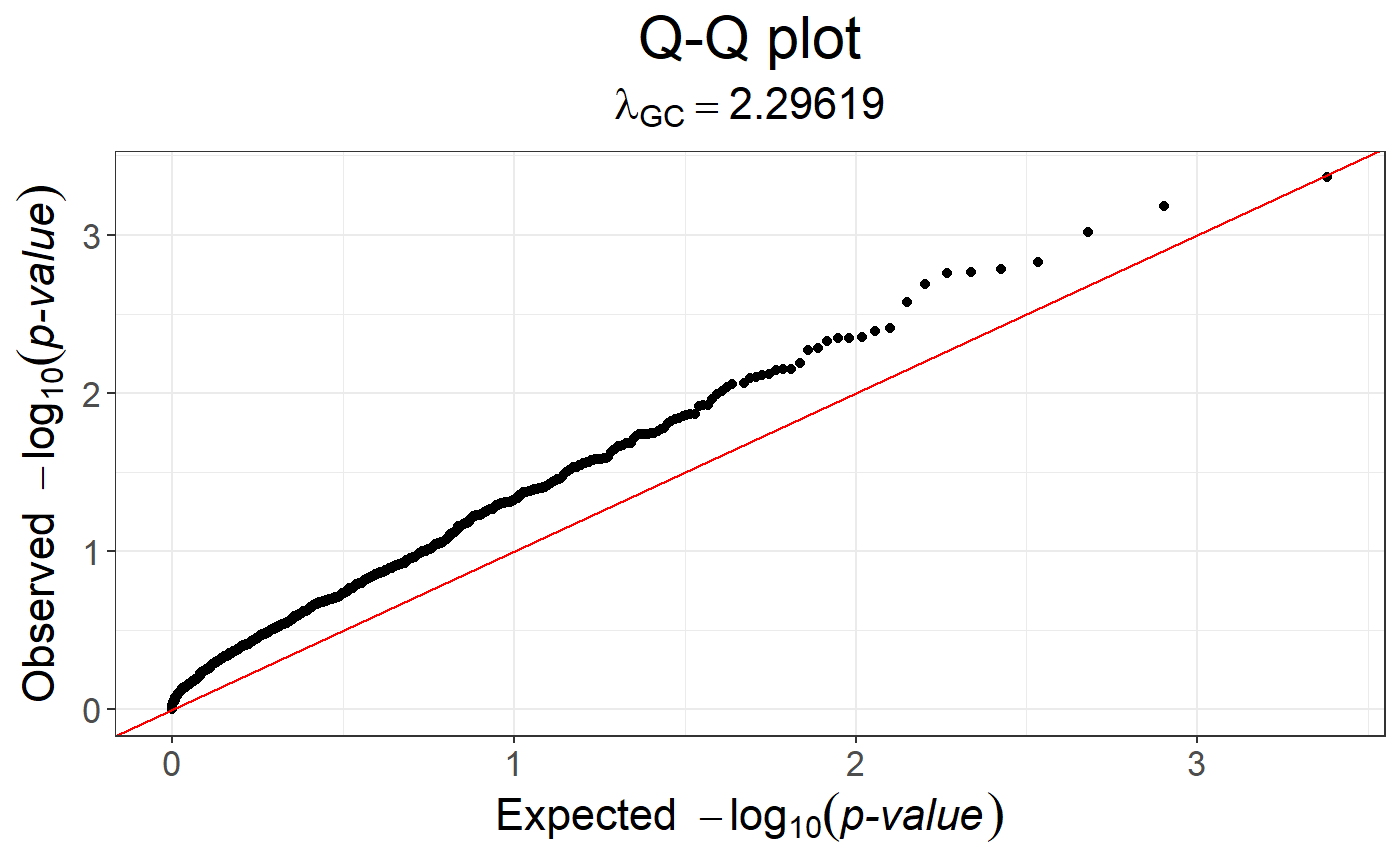 Q-Q plot
λGC = 2.29619
Observed −log10(p-value)
3
2
1
0
0 1 2 3
Expected −log10(p-value)